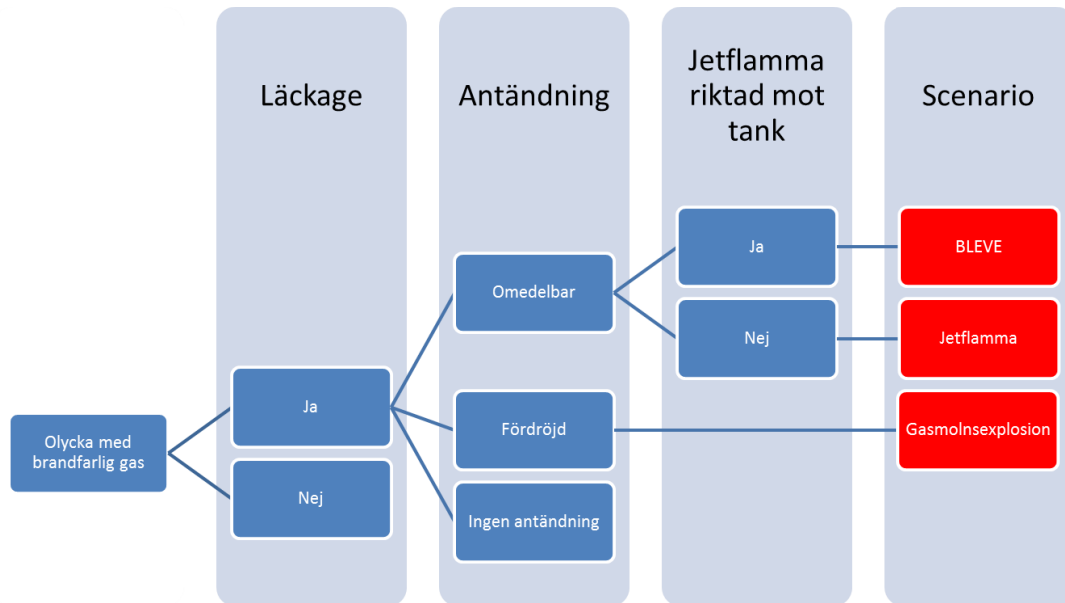 Läckage
Antändning
Jetflamma
riktad mot
tank
Scenario
Ja
BLEVE
Omedelbar
Nej
Jetflamma
Ja
Fördröjd
Gasmolnsexplosion
Olycka med
brandfarlig gas
Nej
Ingen antändning